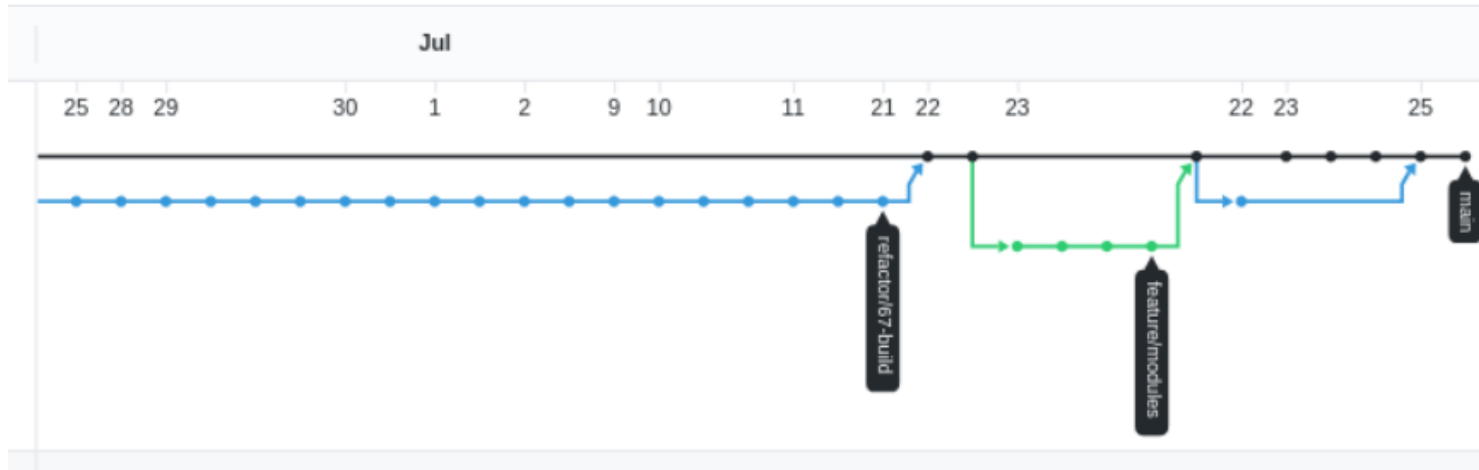 Jul
25 28 29 30 1 2 9 10 11 21 22 23 22 23 25
main
refactor/67-build
feature/modules